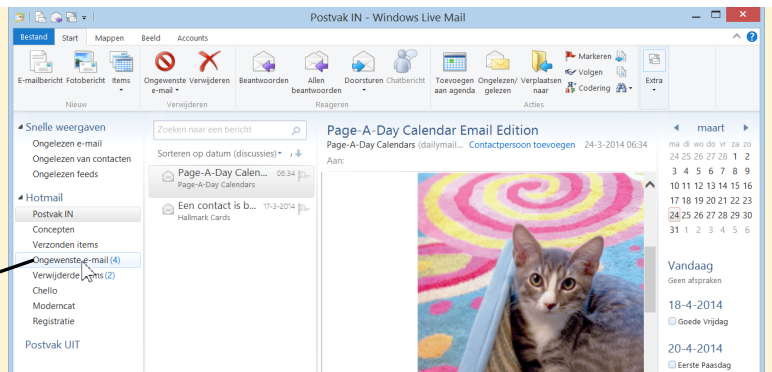 Postvak IN - Windows Live Mail
Bestand Start Mappen Beeld Accounts
E-mailbericht Fotobericht Items
Nieuw
Ongewenste e-mail Verwijderen
Verwijderen
Beantwoorden Allen beantwoorden Doorsturen Chatbericht
Reageren
Toevoegen aan agenda Ongelezen/ gelezen Verplaatsen naar
Markeren
Volgen
Codering
Acties
Extra
Snelle weergaven
Ongelezen e-mail
Ongelezen van contacten
Ongelezen feeds
Hotmail
Postvak IN
Concepten
Verzonden items
Ongewenste e-mail (4)
Verwijderde ms (2)
Chello
Moderncat
Registratie
Postvak UIT
Zoeken naar een bericht
Sorteren op datum (discussies)
Page-A-Day Calen... 06:34
Page-A-Day Calendars
Een contact is b... 17-3-2014
Hallmark Cards
Page-A-Day Calendar Email Edition
Page-A-Day Calendars (dailymail... Contactpersoon toevoegen 24-3-2014 06:34
Aan:
maart
ma di wo do vr za zo
24 25 26 27 28 1 2
3 4 5 6 7 8 9
10 11 12 13 14 15 16
17 18 19 20 21 22 23
24 25 26 27 28 29 30
31 1 2 3 4 5 6
Vandaag
Geen afspraken
18-4-2014
Goede Vrijdag
20-4-2014
Eerste Paasdag